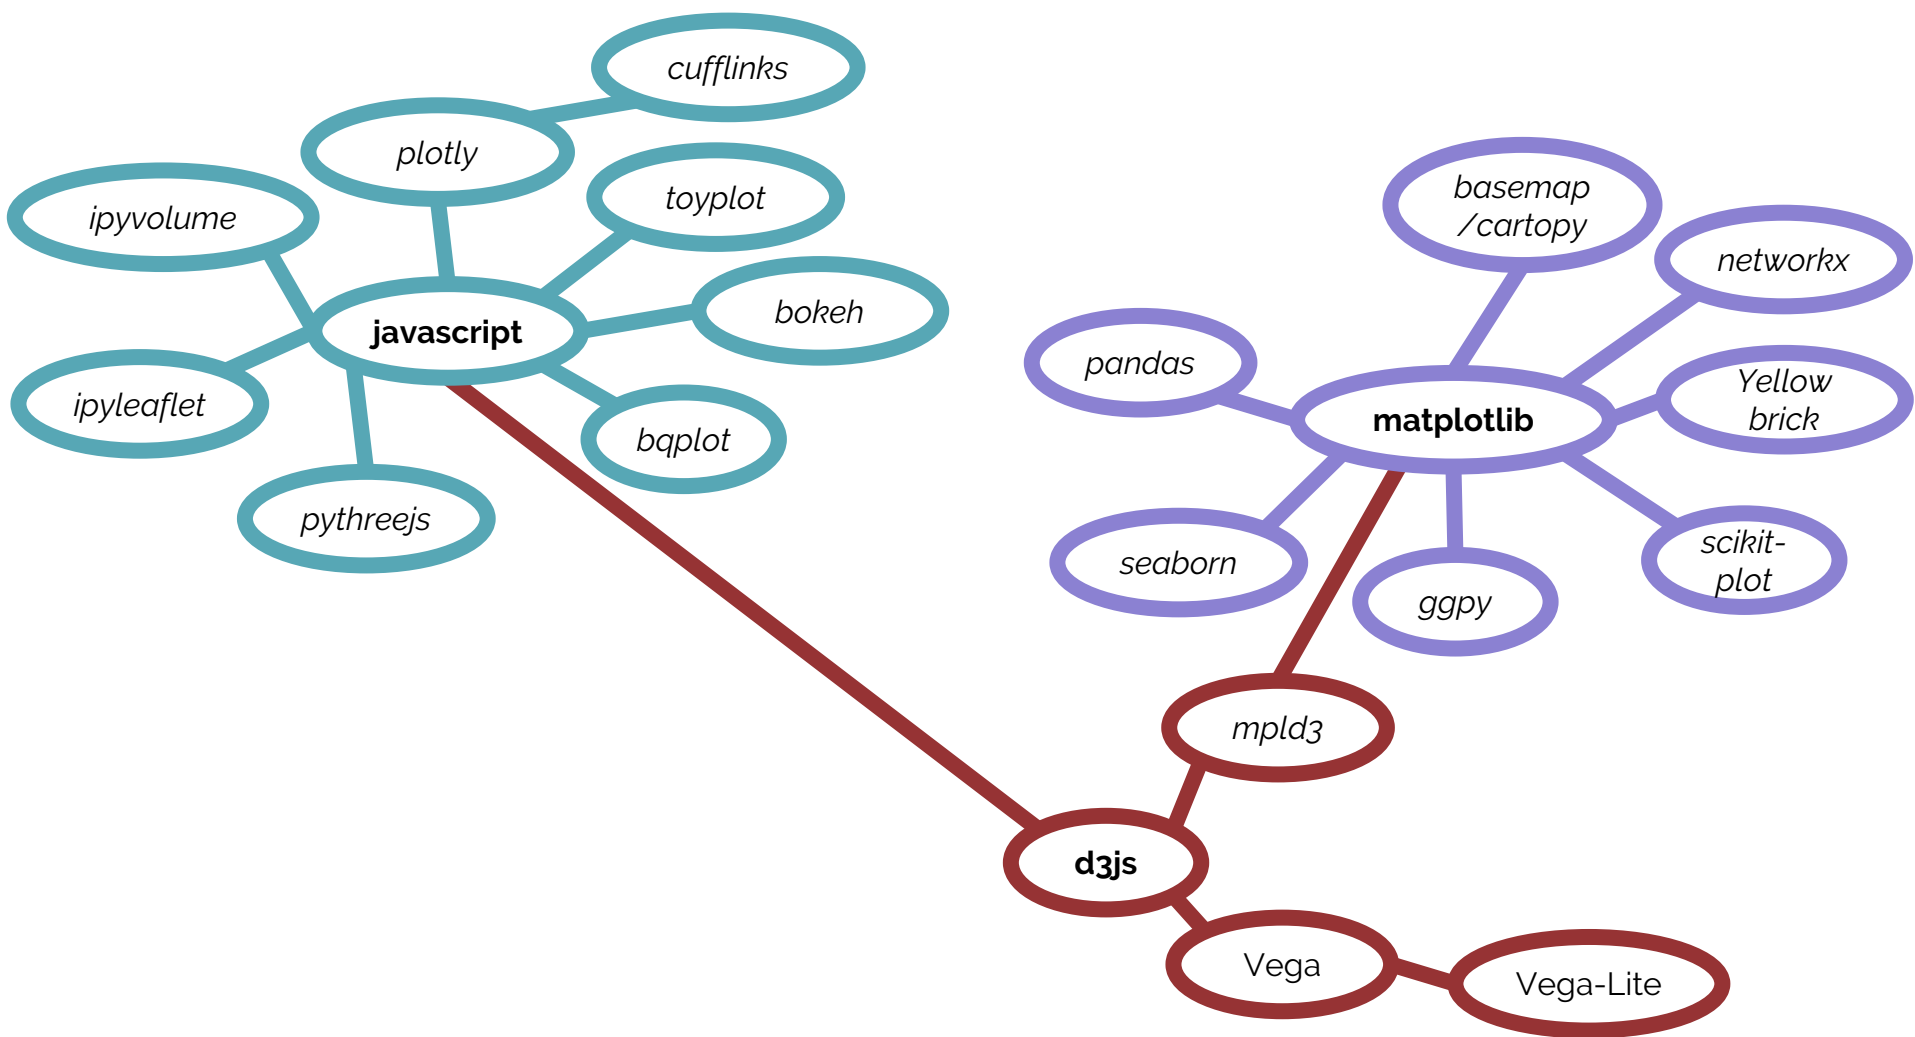 cufflinks
plotly
toyplot
ipyvolume
bokeh
javascript
ipyleaflet
bqplot
pythreejs
basemap
/cartopy
networkx
pandas
Yellow
brick
matplotlib
scikit-
plot
seaborn
ggpy
mpld3
d3js
Vega
Vega-Lite